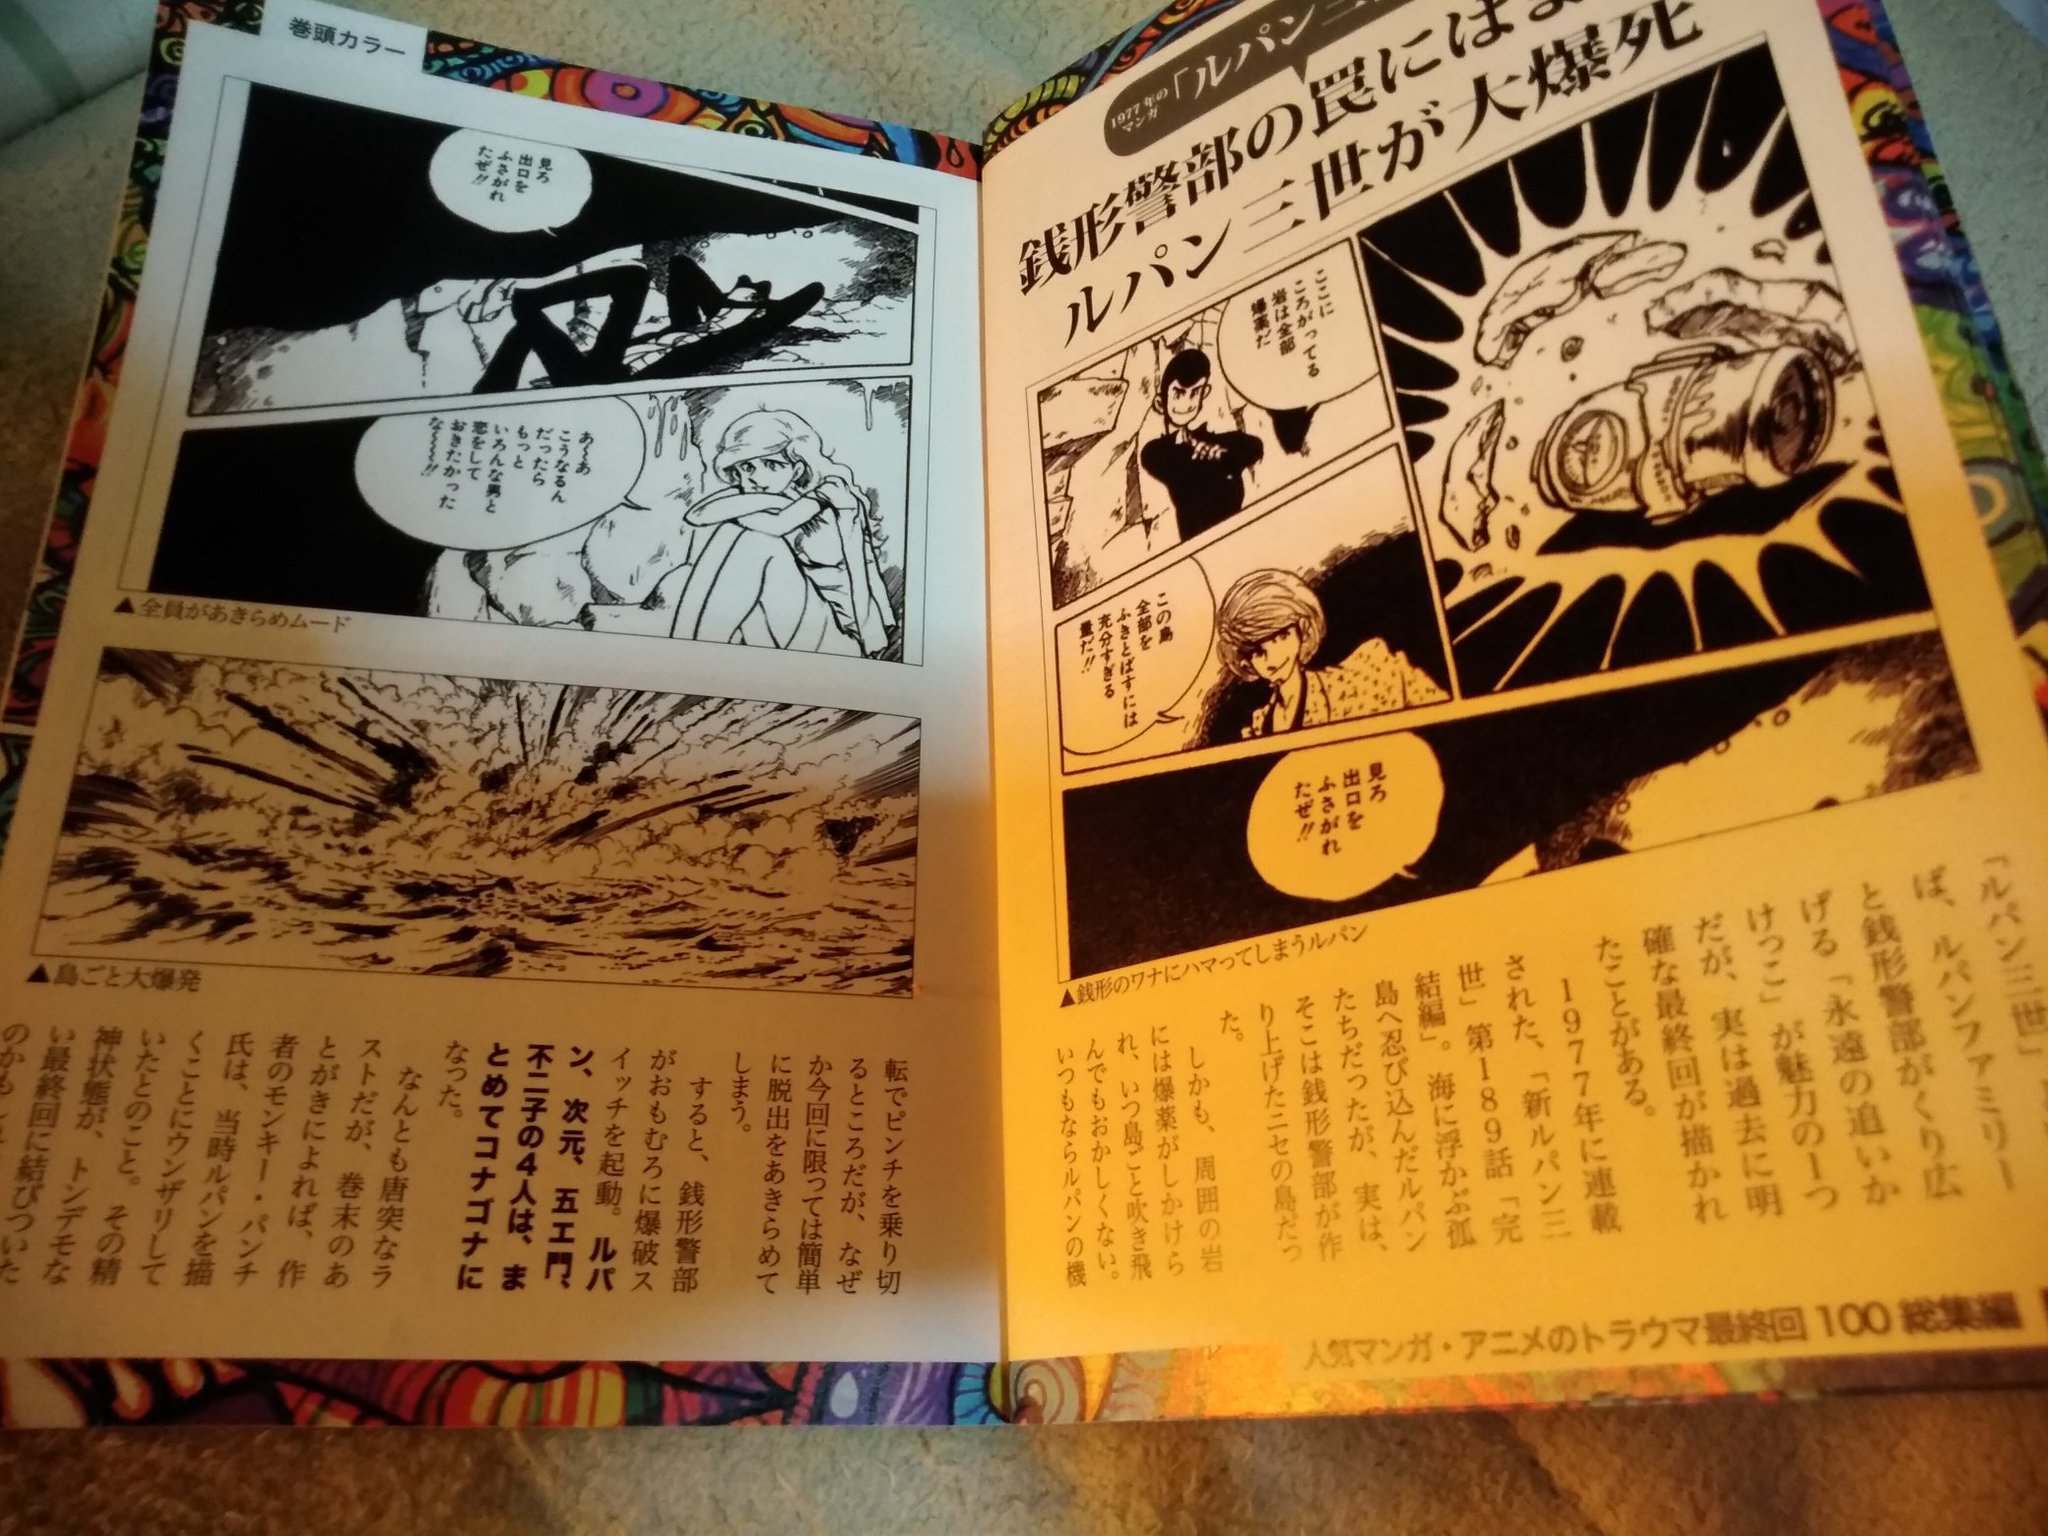 1977年の
マンガ
「ルパン三
銭形警部の罠にはま
ルパン三世が大爆死
ここに
ころがってる
岩は全部
爆薬だ
この島
全部を
ふきとばすには
充分すぎる
量だ!!
見ろ
出口を
ふさがれ
たぜ!!
▲銭形のワナにハマってしまうルパン
「ルパン三世」
ば、ルパンファミリー
と銭形警部がくり広
げる「永遠の追いか
けっこ」が魅力の1つ
だが、実は過去に明
確な最終回が描かれ
たことがある。
1977年に連載
された、「新ルパン三
世」第189話「完
結編」。海に浮かぶ孤
島へ忍び込んだルパン
たちだったが、実は、
そこは銭形警部が作
り上げたニセの島だっ
た。
しかも、周囲の岩
には爆薬がしかけら
れ、いつ島ごと吹き飛
んでもおかしくない。
いつもならルパンの機
人気マンガ・アニメのトラウマ最終回100 総集編
巻頭カラー
見ろ
出口を
ふさがれ
たぜ!!
あ〜あ
こうなるん
だったら
もっと
いろんな男と
恋をして
おきたかった
な〜〜!!
▲全員があきらめムード
▲島ごと大爆発
転でピンチを乗り切
るところだが、なぜ
か今回に限っては簡単
に脱出をあきらめて
しまう。
すると、銭形警部
がおもむろに爆破ス
イッチを起動。ルパ
ン、次元、五エ門、
不二子の4人は、ま
とめてコナゴナに
なった。
なんとも唐突なラ
ストだが、巻末のあ
とがきによれば、作
者のモンキー・パンチ
氏は、当時ルパンを描
くことにウンザリして
いたとのこと。その精
神状態が、トンデモな
い最終回に結びついた
のかもしれ